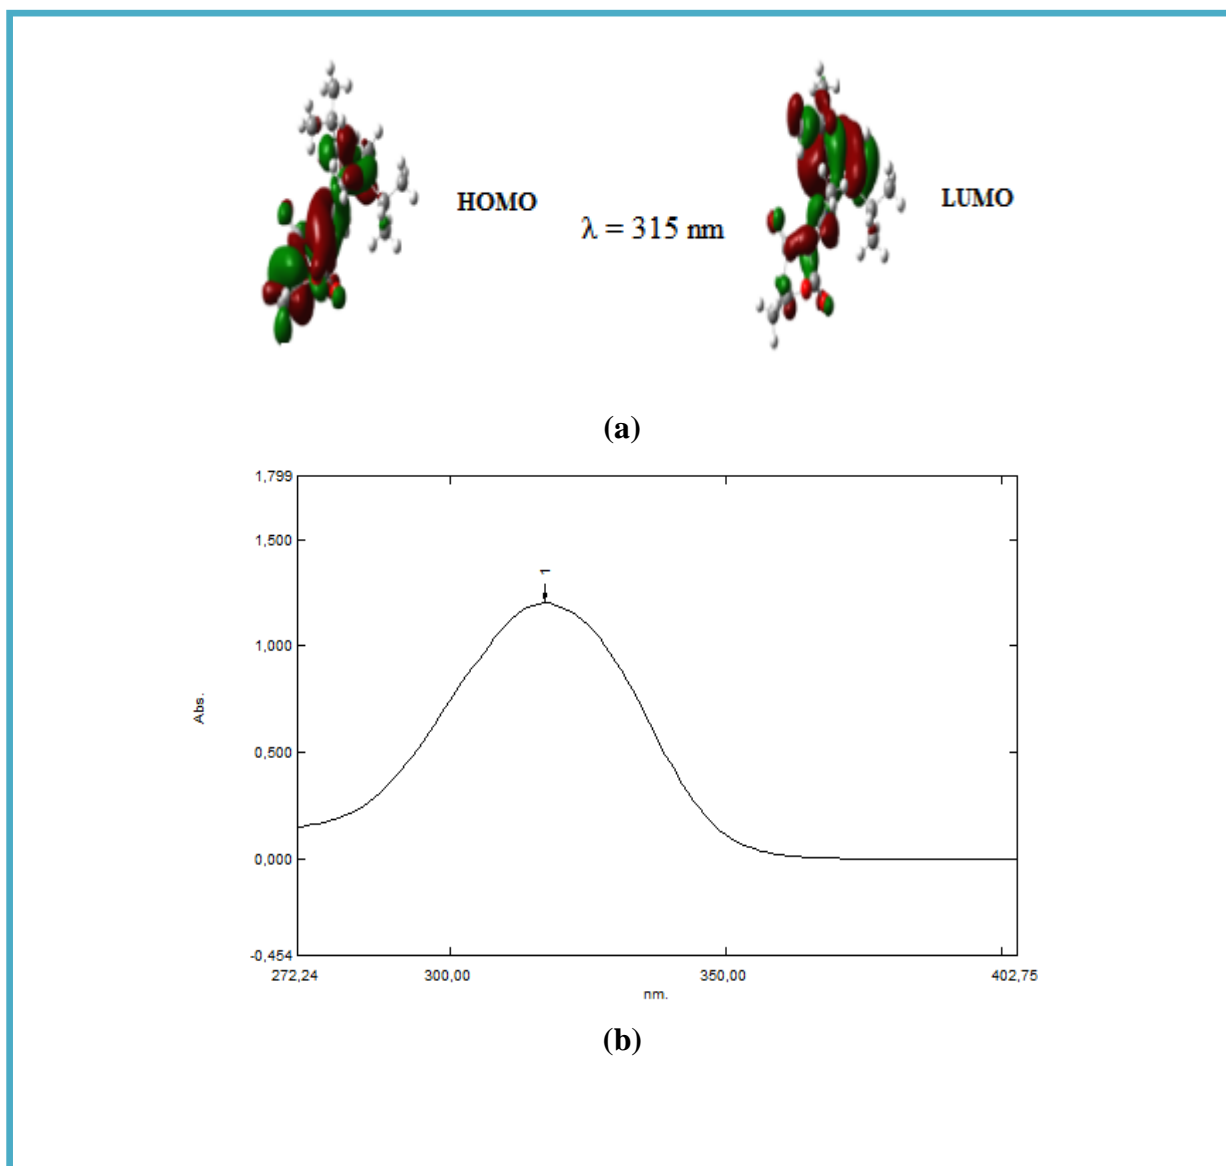 HOMO
λ = 315 nm
LUMO
(a)
1,799
1,500
1
1,000
Abs.
0,500
0,000
-0,454
272,24 300,00 350,00 402,75
nm.
(b)